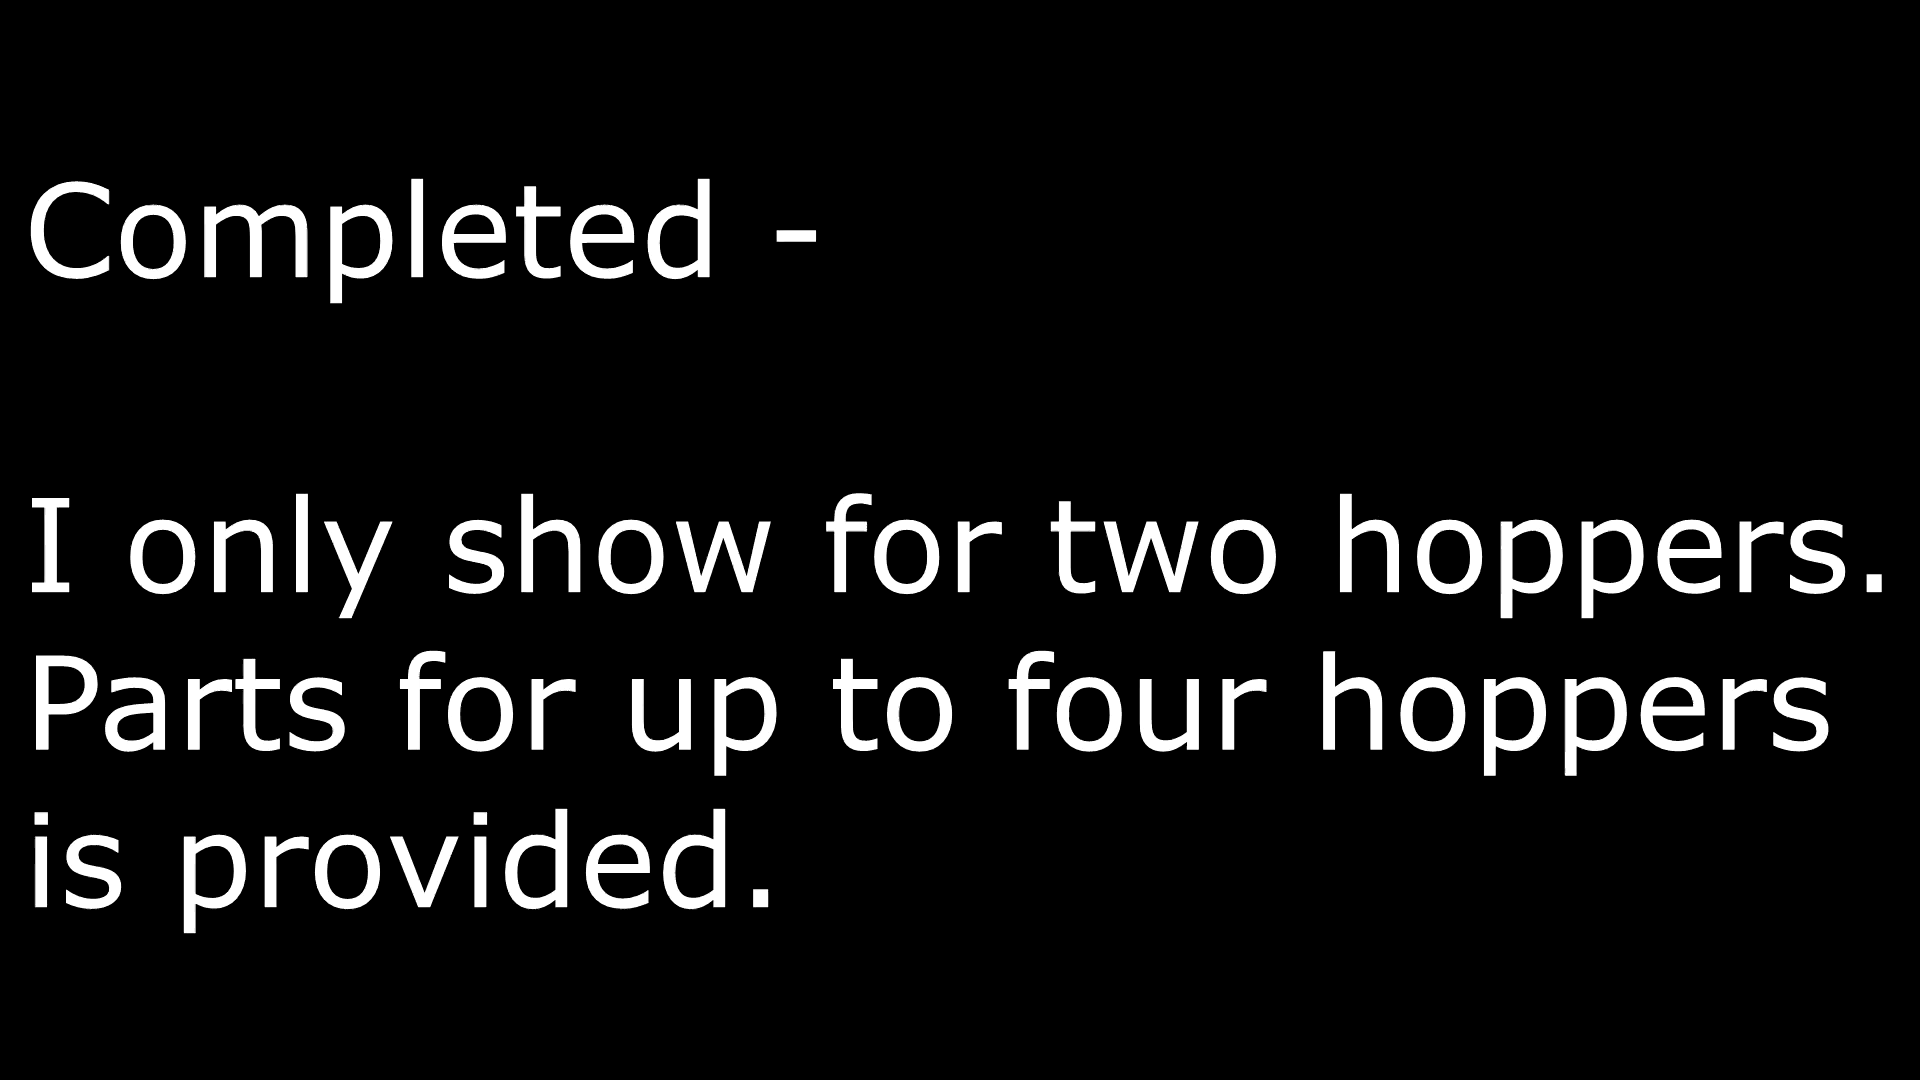 Completed -
I only show for two hoppers.
Parts for up to four hoppers
is provided.